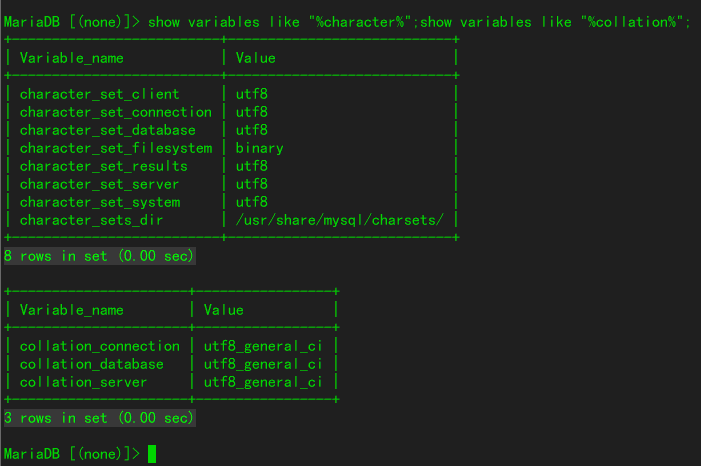 MariaDB [(none)]> show variables like "%character%";show variables like "%collation%";
+--------------------------+----------------------------+
| Variable_name            | Value                      |
+--------------------------+----------------------------+
| character_set_client     | utf8                       |
| character_set_connection | utf8                       |
| character_set_database   | utf8                       |
| character_set_filesystem | binary                     |
| character_set_results    | utf8                       |
| character_set_server     | utf8                       |
| character_set_system     | utf8                       |
| character_sets_dir       | /usr/share/mysql/charsets/ |
+--------------------------+----------------------------+
8 rows in set (0.00 sec)

+----------------------+-----------------+
| Variable_name        | Value           |
+----------------------+-----------------+
| collation_connection | utf8_general_ci |
| collation_database   | utf8_general_ci |
| collation_server     | utf8_general_ci |
+----------------------+-----------------+
3 rows in set (0.00 sec)

MariaDB [(none)]>